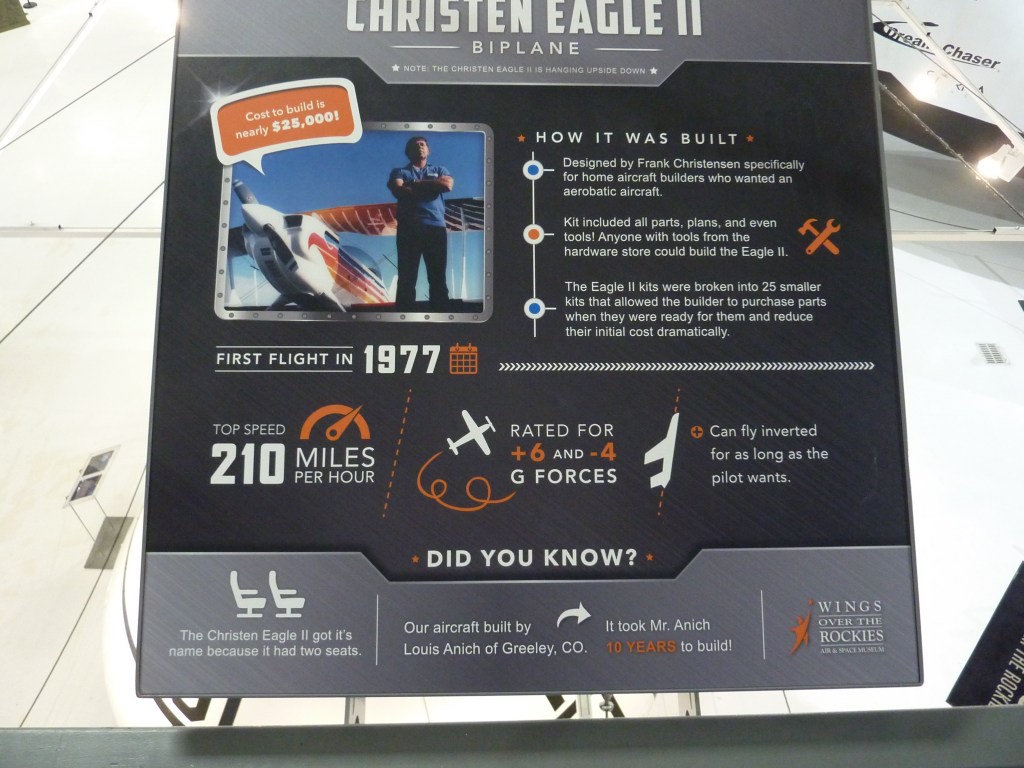 CHRISTEN EAGLE II
BIPLANE
★ NOTE: THE CHRISTEN EAGLE II IS HANGING UPSIDE DOWN ★
Cost to build is
nearly $25,000!
★ HOW IT WAS BUILT ★
Designed by Frank Christensen specifically
for home aircraft builders who wanted an
aerobatic aircraft.
Kit included all parts, plans, and even
tools! Anyone with tools from the
hardware store could build the Eagle II.
The Eagle II kits were broken into 25 smaller
kits that allowed the builder to purchase parts
when they were ready for them and reduce
their initial cost dramatically.
FIRST FLIGHT IN 1977
TOP SPEED
210 MILES
PER HOUR
RATED FOR
+6 AND -4
G FORCES
Can fly inverted
for as long as the
pilot wants.
★ DID YOU KNOW? ★
The Christen Eagle II got it's
name because it had two seats.
Our aircraft built by
Louis Anich of Greeley, CO.
It took Mr. Anich
10 YEARS to build!
WINGS
OVER THE
ROCKIES
AIR & SPACE MUSEUM
Dream Chaser
THE ROCKIE